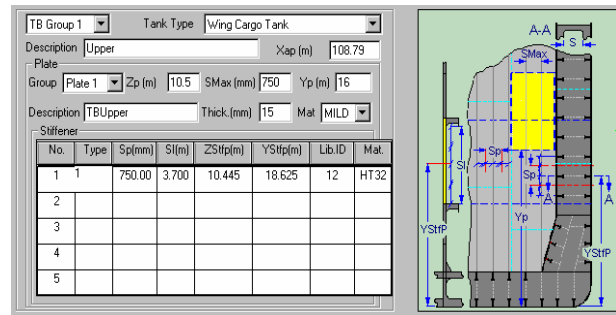 TB Group 1 Tank Type Wing Cargo Tank
Description Upper Xap (m) 108.79
Plate
Group Plate 1 Zp (m) 10.5 SMax (mm) 750 Yp (m) 16
Description TBUpper Thick.(mm) 15 Mat MILD
Stiffener
No. Type Sp(mm) Sl(m) ZStfp(m) YStfp(m) Lib.ID Mat.
1 1 750.00 3.700 10.445 18.625 12 HT32
2
3
4
5
A-A
S
SMax
Sp
Sl
Sp
A A
YStfP
Yp
YStfP